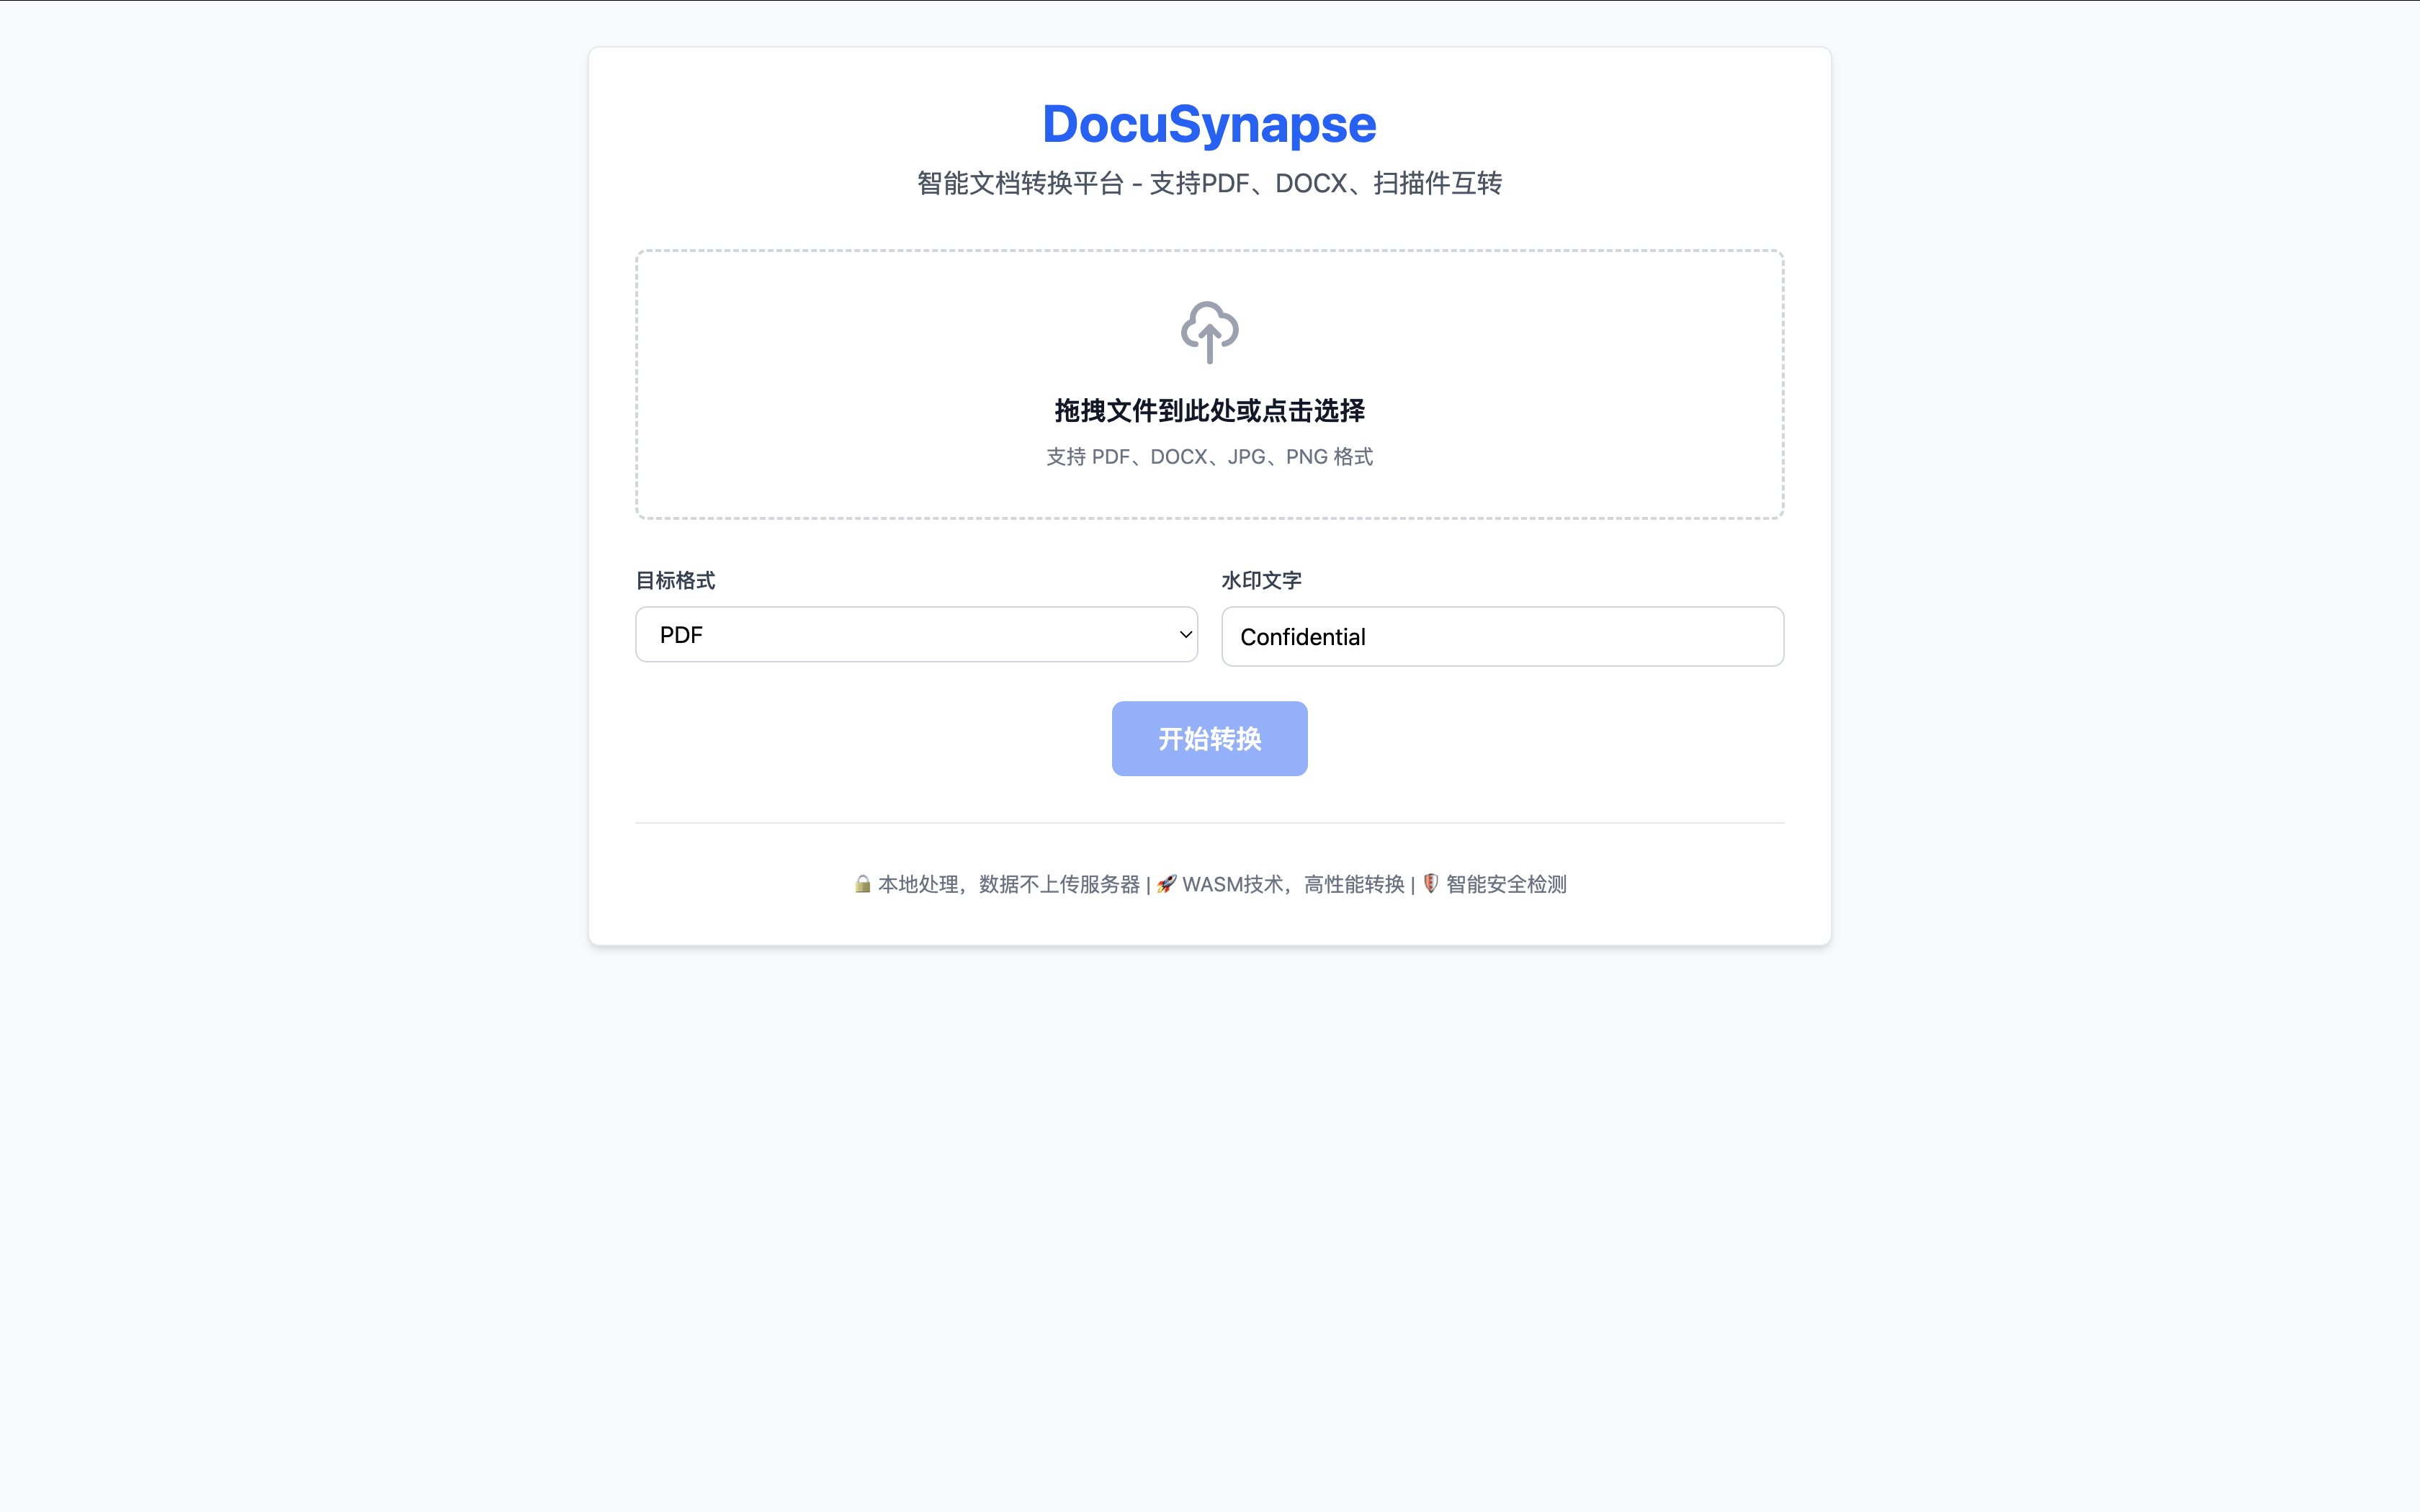 DocuSynapse
智能文档转换平台 - 支持PDF、DOCX、扫描件互转
拖拽文件到此处或点击选择
支持 PDF、DOCX、JPG、PNG 格式
目标格式
水印文字
PDF
Confidential
开始转换
🔒 本地处理，数据不上传服务器 | 🚀 WASM技术，高性能转换 | 🛡️ 智能安全检测